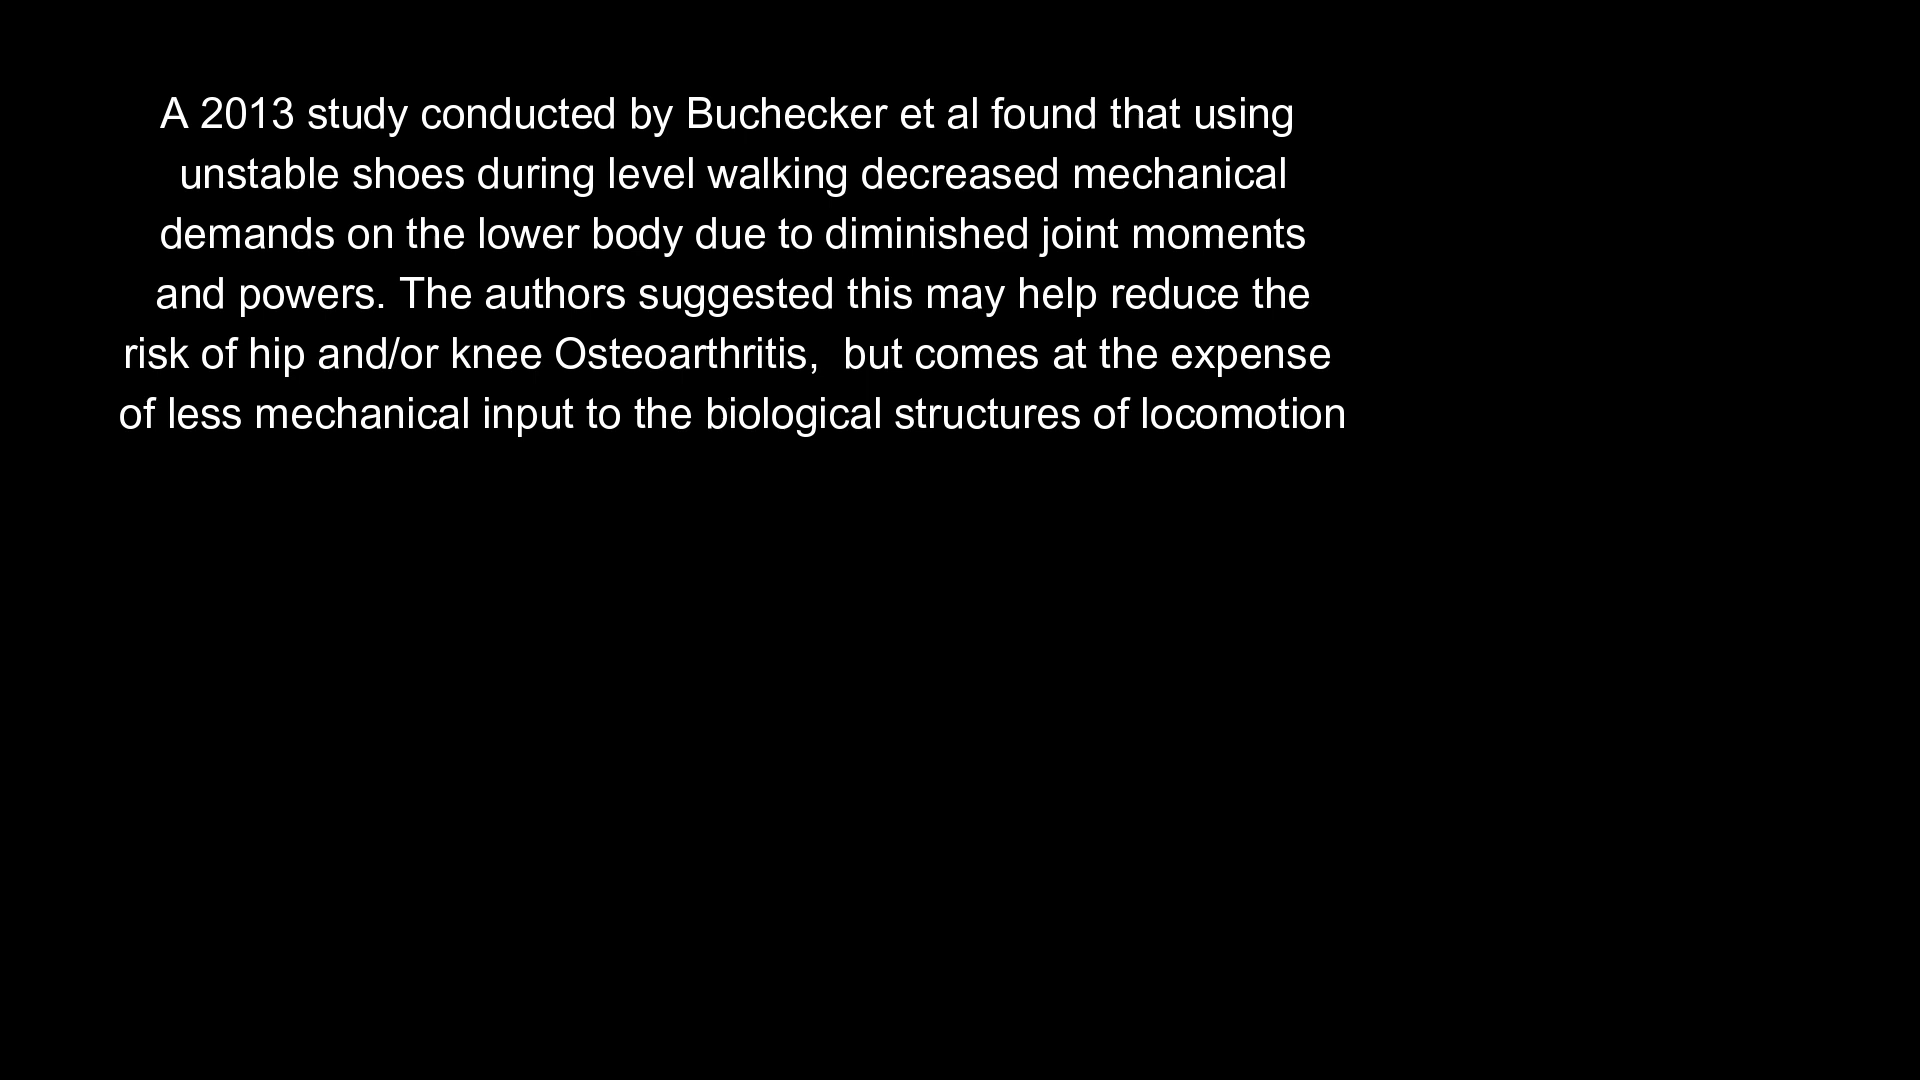 A 2013 study conducted by Buchecker et al found that using
unstable shoes during level walking decreased mechanical
demands on the lower body due to diminished joint moments
and powers. The authors suggested this may help reduce the
risk of hip and/or knee Osteoarthritis,  but comes at the expense
of less mechanical input to the biological structures of locomotion